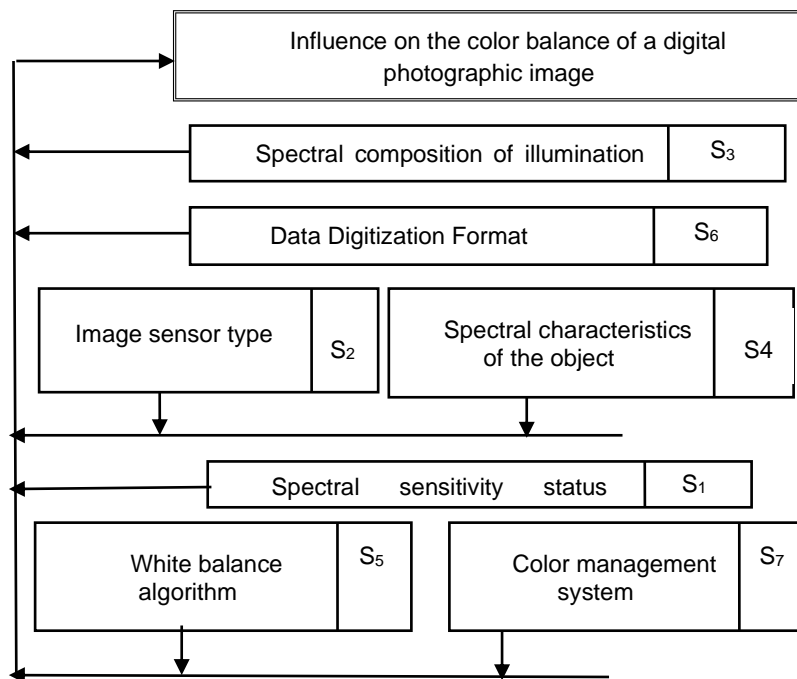 Influence on the color balance of a digital
photographic image
Spectral composition of illumination S₃
Data Digitization Format S₆
Image sensor type S₂
Spectral characteristics
of the object S4
Spectral sensitivity status S₁
White balance
algorithm S₅
Color management
system S₇